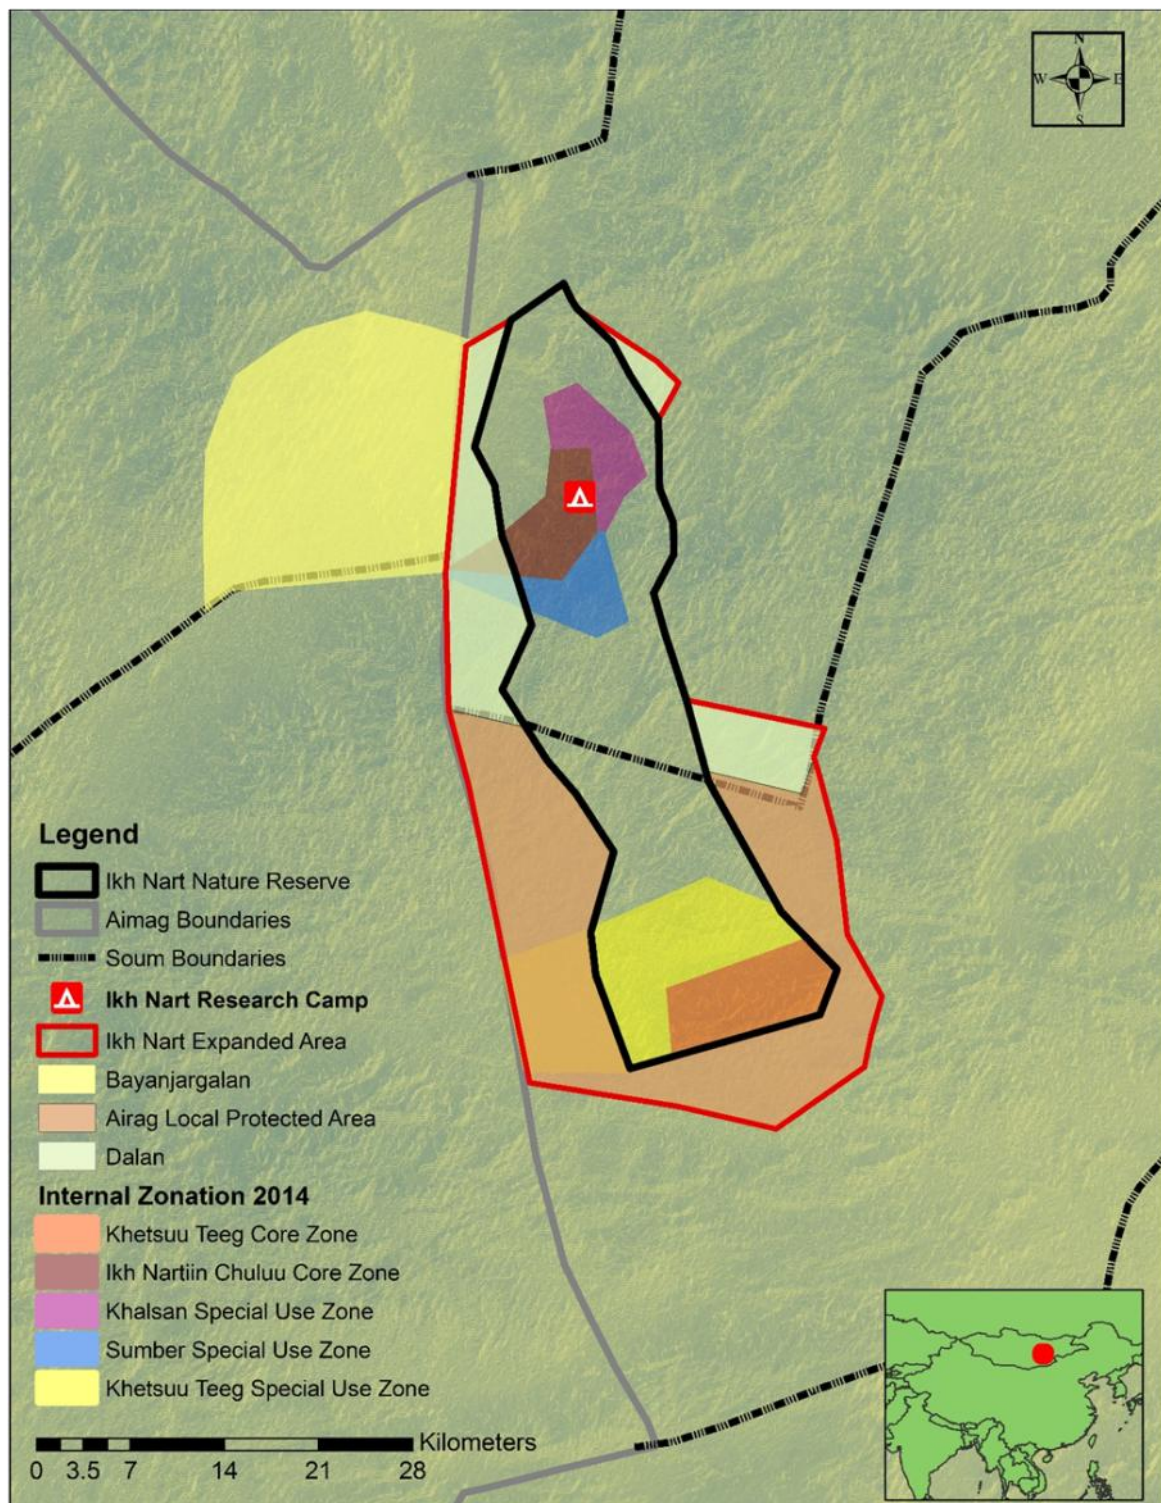 N
W E
S
Legend
Ikh Nart Nature Reserve
Aimag Boundaries
Soum Boundaries
Ikh Nart Research Camp
Ikh Nart Expanded Area
Bayanjargalan
Airag Local Protected Area
Dalan
Internal Zonation 2014
Khetsuu Teeg Core Zone
Ikh Nartiin Chuluu Core Zone
Khalsan Special Use Zone
Sumber Special Use Zone
Khetsuu Teeg Special Use Zone
Kilometers
0 3.5 7 14 21 28